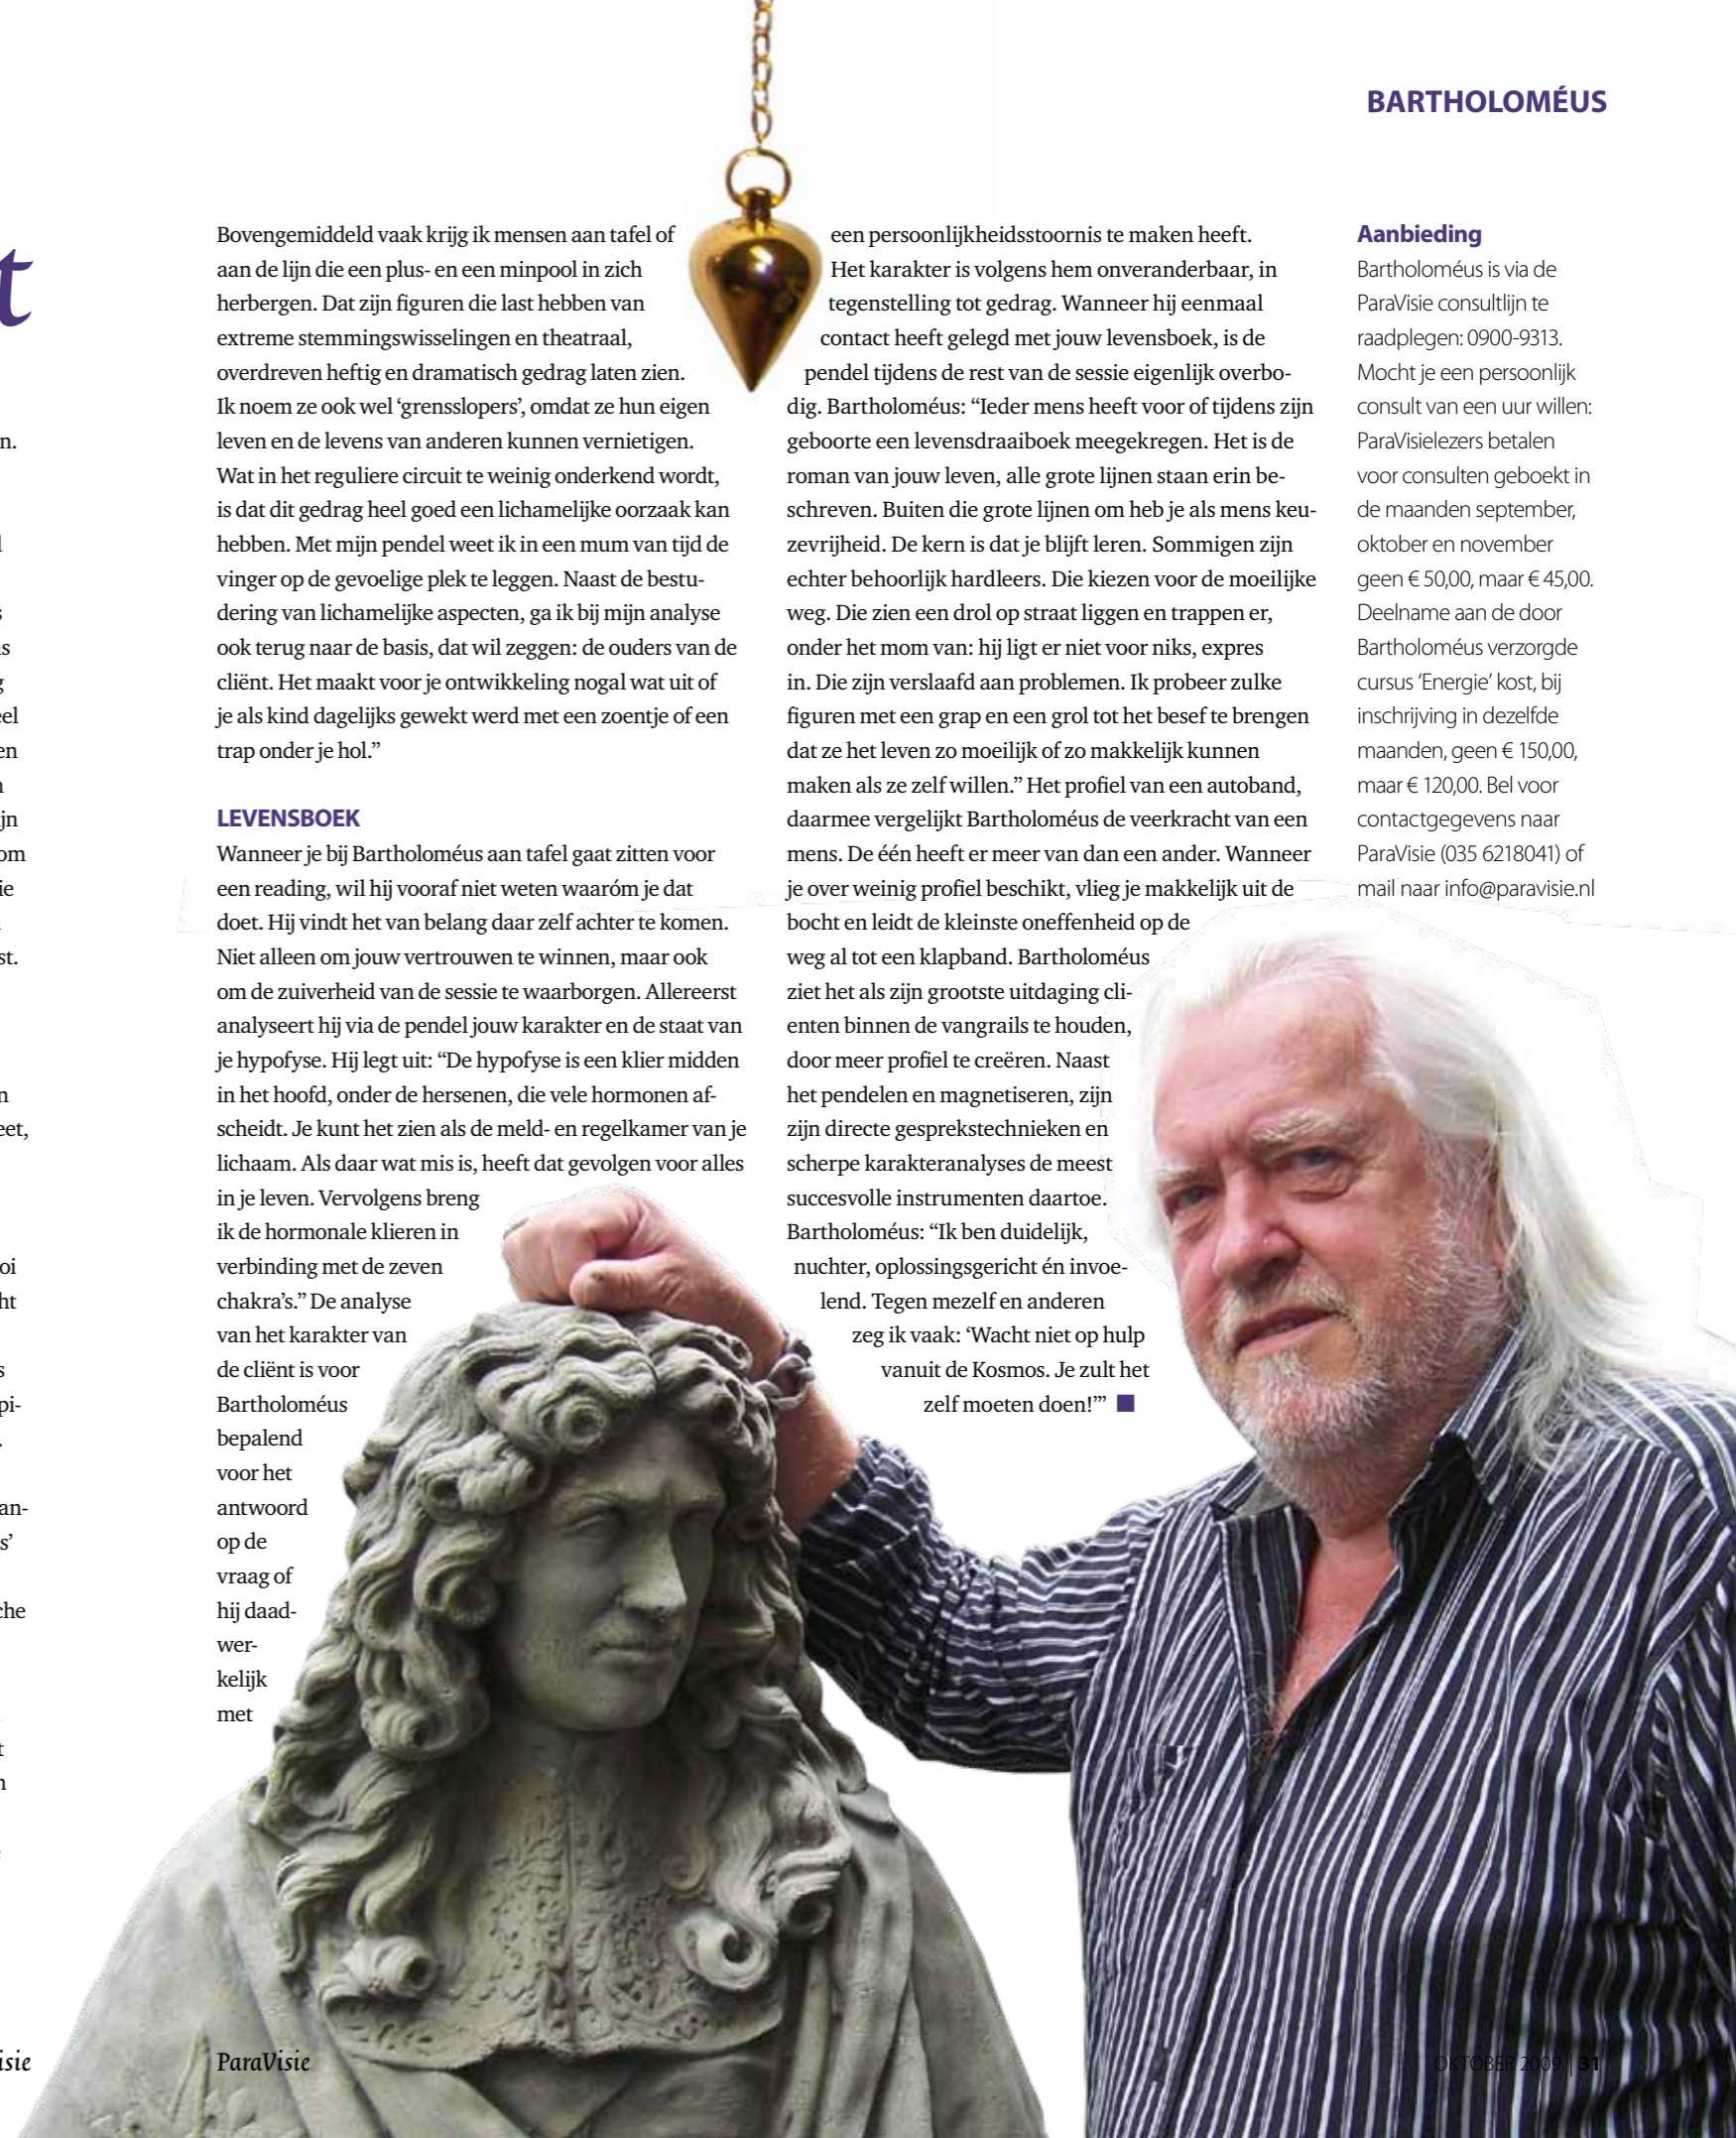 BARTHOLOMÉUS
t
n.
l
s
is
g
eel
en
n
ijn
om
ie
st.
n
eet,
oi
ht
s
pi-
.
an-
s’
che
t
n
isie
Bovengemiddeld vaak krijg ik mensen aan tafel of
aan de lijn die een plus- en een minpool in zich
herbergen. Dat zijn figuren die last hebben van
extreme stemmingswisselingen en theatraal,
overdreven heftig en dramatisch gedrag laten zien.
Ik noem ze ook wel ‘grensslopers’, omdat ze hun eigen
leven en de levens van anderen kunnen vernietigen.
Wat in het reguliere circuit te weinig onderkend wordt,
is dat dit gedrag heel goed een lichamelijke oorzaak kan
hebben. Met mijn pendel weet ik in een mum van tijd de
vinger op de gevoelige plek te leggen. Naast de bestu-
dering van lichamelijke aspecten, ga ik bij mijn analyse
ook terug naar de basis, dat wil zeggen: de ouders van de
cliënt. Het maakt voor je ontwikkeling nogal wat uit of
je als kind dagelijks gewekt werd met een zoentje of een
trap onder je hol.”
LEVENSBOEK
Wanneer je bij Bartholoméus aan tafel gaat zitten voor
een reading, wil hij vooraf niet weten waaróm je dat
doet. Hij vindt het van belang daar zelf achter te komen.
Niet alleen om jouw vertrouwen te winnen, maar ook
om de zuiverheid van de sessie te waarborgen. Allereerst
analyseert hij via de pendel jouw karakter en de staat van
je hypofyse. Hij legt uit: “De hypofyse is een klier midden
in het hoofd, onder de hersenen, die vele hormonen af-
scheidt. Je kunt het zien als de meld- en regelkamer van je
lichaam. Als daar wat mis is, heeft dat gevolgen voor alles
in je leven. Vervolgens breng
ik de hormonale klieren in
verbinding met de zeven
chakra’s.” De analyse
van het karakter van
de cliënt is voor
Bartholoméus
bepalend
voor het
antwoord
op de
vraag of
hij daad-
wer-
kelijk
met
een persoonlijkheidsstoornis te maken heeft.
Het karakter is volgens hem onveranderbaar, in
tegenstelling tot gedrag. Wanneer hij eenmaal
contact heeft gelegd met jouw levensboek, is de
pendel tijdens de rest van de sessie eigenlijk overbo-
dig. Bartholoméus: “Ieder mens heeft voor of tijdens zijn
geboorte een levensdraaiboek meegekregen. Het is de
roman van jouw leven, alle grote lijnen staan erin be-
schreven. Buiten die grote lijnen om heb je als mens keu-
zevrijheid. De kern is dat je blijft leren. Sommigen zijn
echter behoorlijk hardleers. Die kiezen voor de moeilijke
weg. Die zien een drol op straat liggen en trappen er,
onder het mom van: hij ligt er niet voor niks, expres
in. Die zijn verslaafd aan problemen. Ik probeer zulke
figuren met een grap en een grol tot het besef te brengen
dat ze het leven zo moeilijk of zo makkelijk kunnen
maken als ze zelf willen.” Het profiel van een autoband,
daarmee vergelijkt Bartholoméus de veerkracht van een
mens. De één heeft er meer van dan een ander. Wanneer
je over weinig profiel beschikt, vlieg je makkelijk uit de
bocht en leidt de kleinste oneffenheid op de
weg al tot een klapband. Bartholoméus
ziet het als zijn grootste uitdaging cli-
enten binnen de vangrails te houden,
door meer profiel te creëren. Naast
het pendelen en magnetiseren, zijn
zijn directe gesprekstechnieken en
scherpe karakteranalyses de meest
succesvolle instrumenten daartoe.
Bartholoméus: “Ik ben duidelijk,
nuchter, oplossingsgericht én invoe-
lend. Tegen mezelf en anderen
zeg ik vaak: ‘Wacht niet op hulp
vanuit de Kosmos. Je zult het
zelf moeten doen!’”
Aanbieding
Bartholoméus is via de
ParaVisie consultlijn te
raadplegen: 0900-9313.
Mocht je een persoonlijk
consult van een uur willen:
ParaVisielezers betalen
voor consulten geboekt in
de maanden september,
oktober en november
geen € 50,00, maar € 45,00.
Deelname aan de door
Bartholoméus verzorgde
cursus ‘Energie’ kost, bij
inschrijving in dezelfde
maanden, geen € 150,00,
maar € 120,00. Bel voor
contactgegevens naar
ParaVisie (035 6218041) of
mail naar info@paravisie.nl
ParaVisie
OKTOBER 2009 | 31